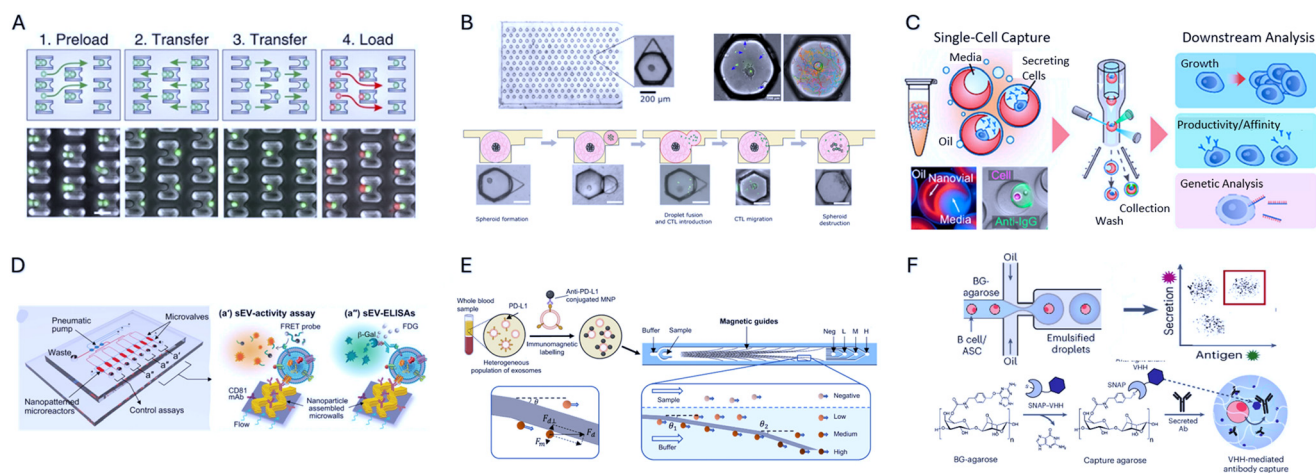 A
1. Preload
2. Transfer
3. Transfer
4. Load
B
200 μm
Spheroid formation
Droplet fusion
and CTL introduction
CTL migration
Spheroid
destruction
C
Single-Cell Capture
Media
Secreting
Cells
Oil
Oil
Nanovial
Media
Cell
Anti-IgG
Wash
Collection
Downstream Analysis
Growth
Productivity/Affinity
Genetic Analysis
D
Pneumatic
pump
Microvalves
Waste
a'
a"
a'
a"
Nanopatterned
microreactors
Control assays
(a') sEV-activity assay
FRET probe
(a") sEV-ELISAs
β-Gal
FDG
CD81
mAb
Flow
Nanoparticle
assembled
microwalls
E
Whole blood
sample
PD-L1
Anti-PD-L1
conjugated MNP
Immunomagnetic
labelling
Heterogeneous
population of exosomes
Buffer
Sample
Magnetic guides
Neg
L
M
H
θ
Fm
Fd
Sample
Buffer
θ1
θ2
Negative
Low
Medium
High
F
Oil
BG-
agarose
B cell/
ASC
Oil
Emulsified
droplets
Secretion
Antigen
SNAP-VHH
BG-agarose
SNAP
VHH
Capture agarose
Secreted
Ab
VHH-mediated
antibody capture